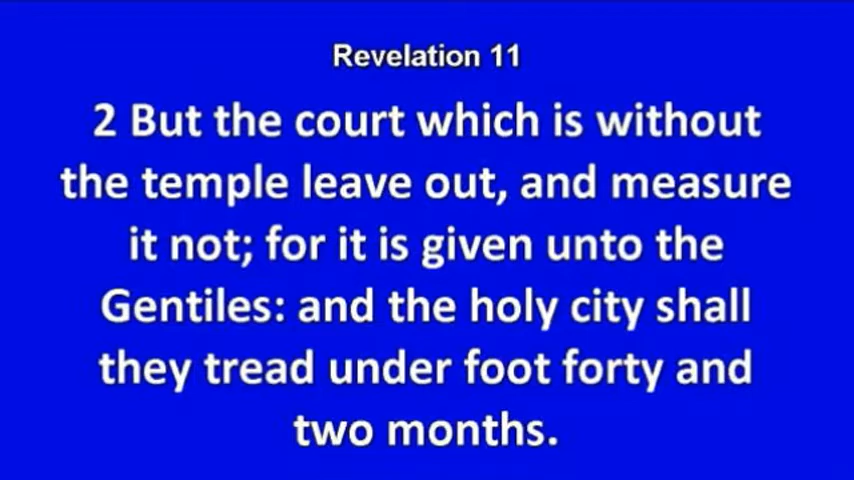 Revelation 11
2 But the court which is without
the temple leave out, and measure
it not; for it is given unto the
Gentiles: and the holy city shall
they tread under foot forty and
two months.